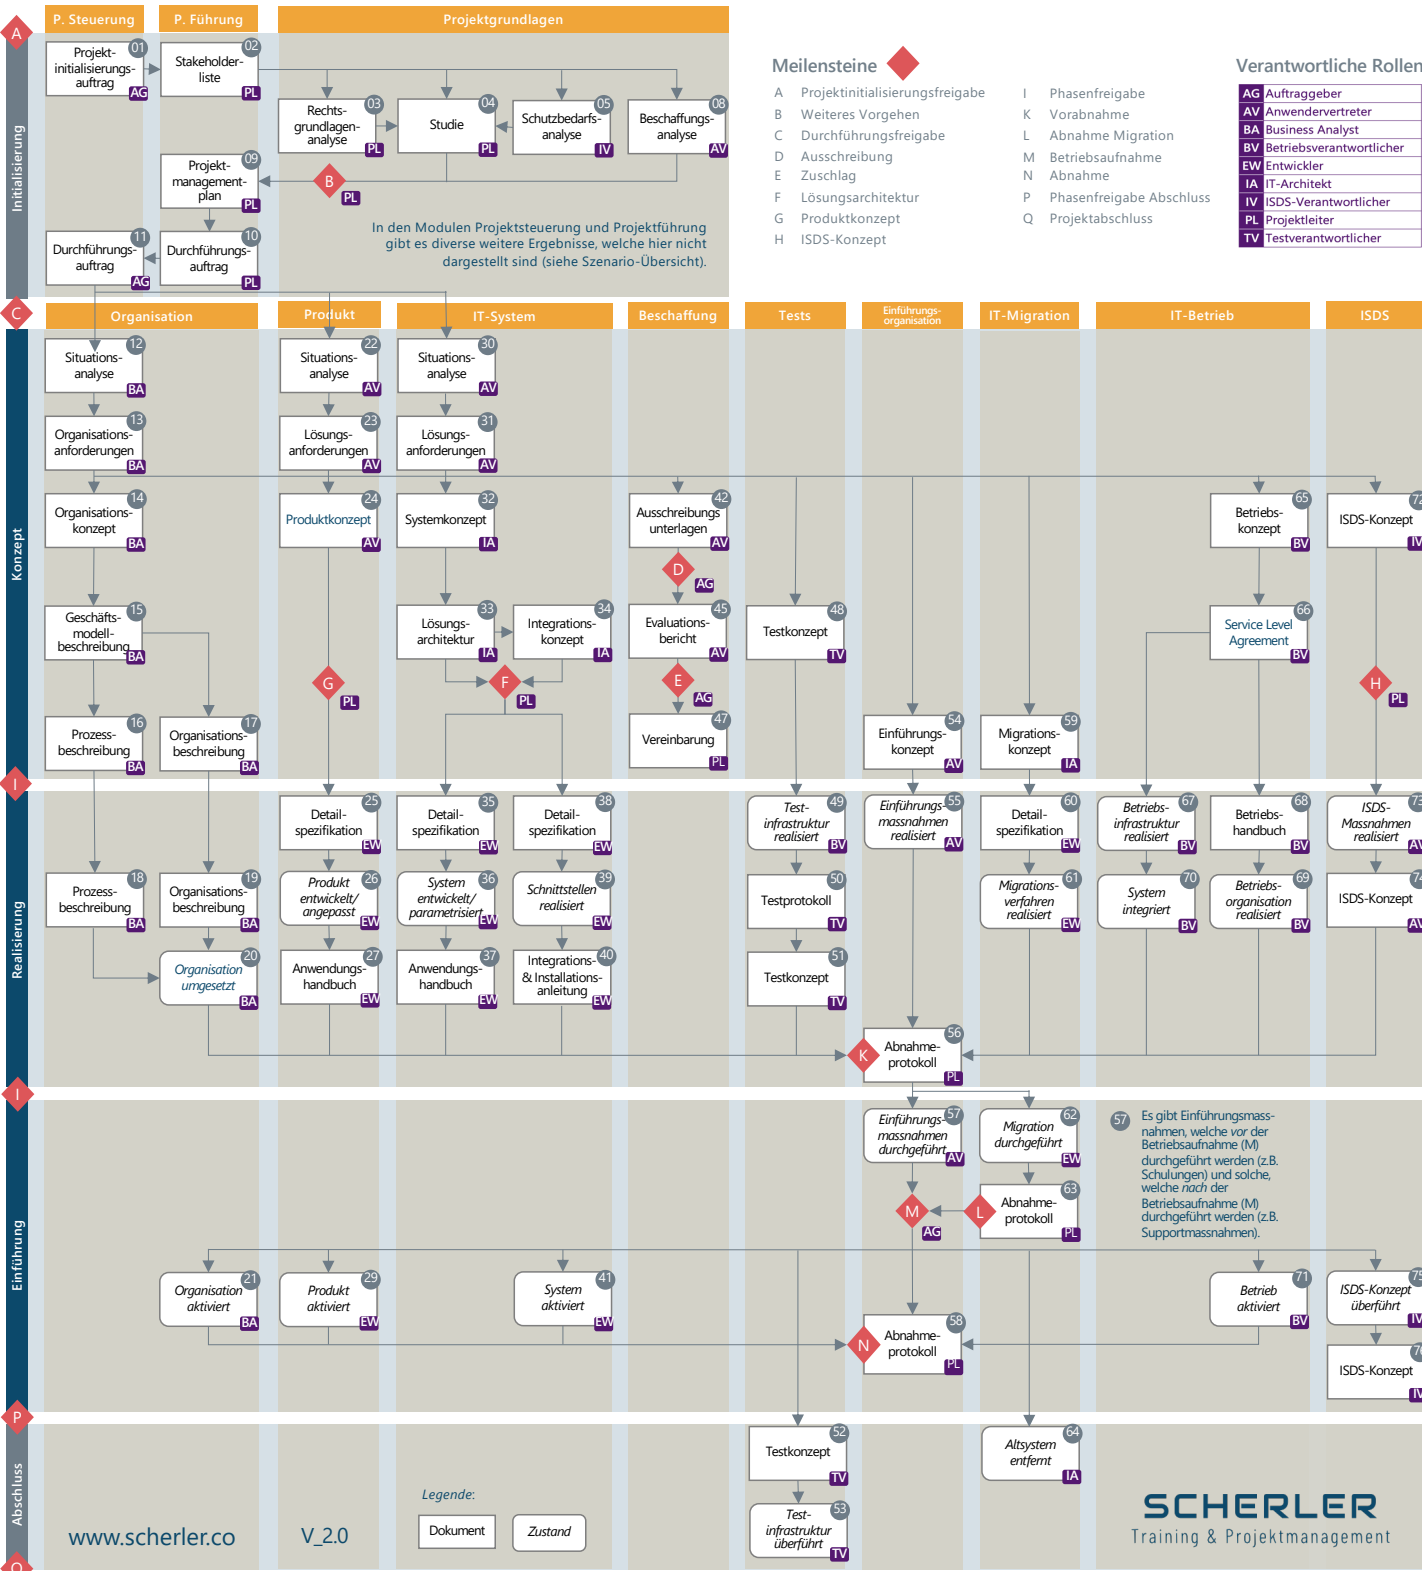 P. Steuerung
P. Führung
Projektgrundlagen
A
Initialisierung
01
Projekt-
initialisierungs-
auftrag
AG
02
Stakeholder-
liste
PL
03
Rechts-
grundlagen-
analyse
PL
04
Studie
PL
05
Schutzbedarfs-
analyse
IV
08
Beschaffungs-
analyse
AV
09
Projekt-
management-
plan
PL
B
PL
11
Durchführungs-
auftrag
AG
10
Durchführungs-
auftrag
PL
In den Modulen Projektsteuerung und Projektführung
gibt es diverse weitere Ergebnisse, welche hier nicht
dargestellt sind (siehe Szenario-Übersicht).
Meilensteine
A Projektinitialisierungsfreigabe
B Weiteres Vorgehen
C Durchführungsfreigabe
D Ausschreibung
E Zuschlag
F Lösungsarchitektur
G Produktkonzept
H ISDS-Konzept
I Phasenfreigabe
K Vorabnahme
L Abnahme Migration
M Betriebsaufnahme
N Abnahme
P Phasenfreigabe Abschluss
Q Projektabschluss
Verantwortliche Rollen
AG Auftraggeber
AV Anwendervertreter
BA Business Analyst
BV Betriebsverantwortlicher
EW Entwickler
IA IT-Architekt
IV ISDS-Verantwortlicher
PL Projektleiter
TV Testverantwortlicher
C
Organisation
Produkt
IT-System
Beschaffung
Tests
Einführungs-
organisation
IT-Migration
IT-Betrieb
ISDS
Konzept
12
Situations-
analyse
BA
22
Situations-
analyse
AV
30
Situations-
analyse
AV
13
Organisations-
anforderungen
BA
23
Lösungs-
anforderungen
AV
31
Lösungs-
anforderungen
AV
14
Organisations-
konzept
BA
24
Produktkonzept
AV
32
Systemkonzept
IA
42
Ausschreibungs
unterlagen
AV
65
Betriebs-
konzept
BV
72
ISDS-Konzept
IV
D
AG
15
Geschäfts-
modell-
beschreibung
BA
33
Lösungs-
architektur
IA
34
Integrations-
konzept
IA
45
Evaluations-
bericht
AV
48
Testkonzept
TV
66
Service Level
Agreement
BV
G
PL
F
PL
E
AG
H
PL
16
Prozess-
beschreibung
BA
17
Organisations-
beschreibung
BA
47
Vereinbarung
PL
54
Einführungs-
konzept
AV
59
Migrations-
konzept
IA
I
Realisierung
25
Detail-
spezifikation
EW
35
Detail-
spezifikation
EW
38
Detail-
spezifikation
EW
49
Test-
infrastruktur
realisiert
BV
55
Einführungs-
massnahmen
realisiert
AV
60
Detail-
spezifikation
EW
67
Betriebs-
infrastruktur
realisiert
BV
68
Betriebs-
handbuch
BV
73
ISDS-
Massnahmen
realisiert
AV
18
Prozess-
beschreibung
BA
19
Organisations-
beschreibung
BA
26
Produkt
entwickelt/
angepasst
EW
36
System
entwickelt/
parametrisiert
EW
39
Schnittstellen
realisiert
EW
50
Testprotokoll
TV
61
Migrations-
verfahren
realisiert
EW
70
System
integriert
BV
69
Betriebs-
organisation
realisiert
BV
74
ISDS-Konzept
AV
20
Organisation
umgesetzt
BA
27
Anwendungs-
handbuch
EW
37
Anwendungs-
handbuch
EW
40
Integrations-
& Installations-
anleitung
EW
51
Testkonzept
TV
K
56
Abnahme-
protokoll
PL
I
Einführung
57
Einführungs-
massnahmen
durchgeführt
AV
62
Migration
durchgeführt
EW
57
Es gibt Einführungsmass-
nahmen, welche vor der
Betriebsaufnahme (M)
durchgeführt werden (z.B.
Schulungen) und solche,
welche nach der
Betriebsaufnahme (M)
durchgeführt werden (z.B.
Supportmassnahmen).
M
AG
L
63
Abnahme-
protokoll
PL
21
Organisation
aktiviert
BA
29
Produkt
aktiviert
EW
41
System
aktiviert
EW
71
Betrieb
aktiviert
BV
75
ISDS-Konzept
überführt
IV
N
58
Abnahme-
protokoll
PL
76
ISDS-Konzept
IV
P
Abschluss
52
Testkonzept
TV
64
Altsystem
entfernt
IA
53
Test-
infrastruktur
überführt
TV
www.scherler.co
V_2.0
Legende:
Dokument
Zustand
SCHERLER
Training & Projektmanagement
Q